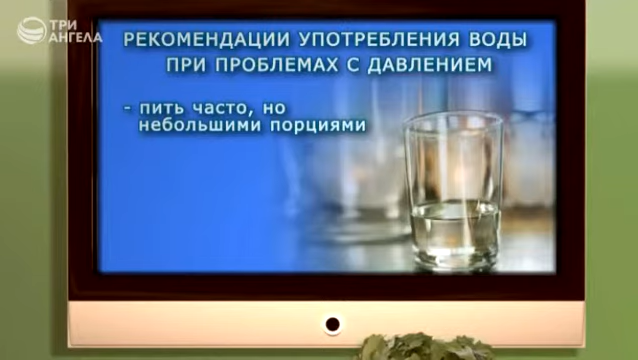 ТРИ
АНГЕЛА
РЕКОМЕНДАЦИИ УПОТРЕБЛЕНИЯ ВОДЫ
ПРИ ПРОБЛЕМАХ С ДАВЛЕНИЕМ
- пить часто, но
небольшими порциями